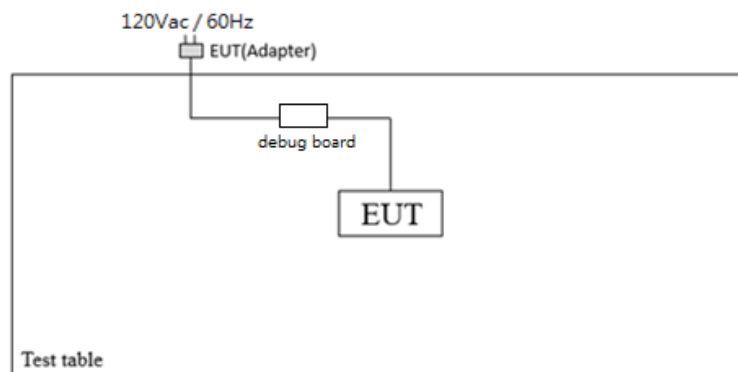 120Vac / 60Hz
EUT(Adapter)
debug board
EUT
Test table